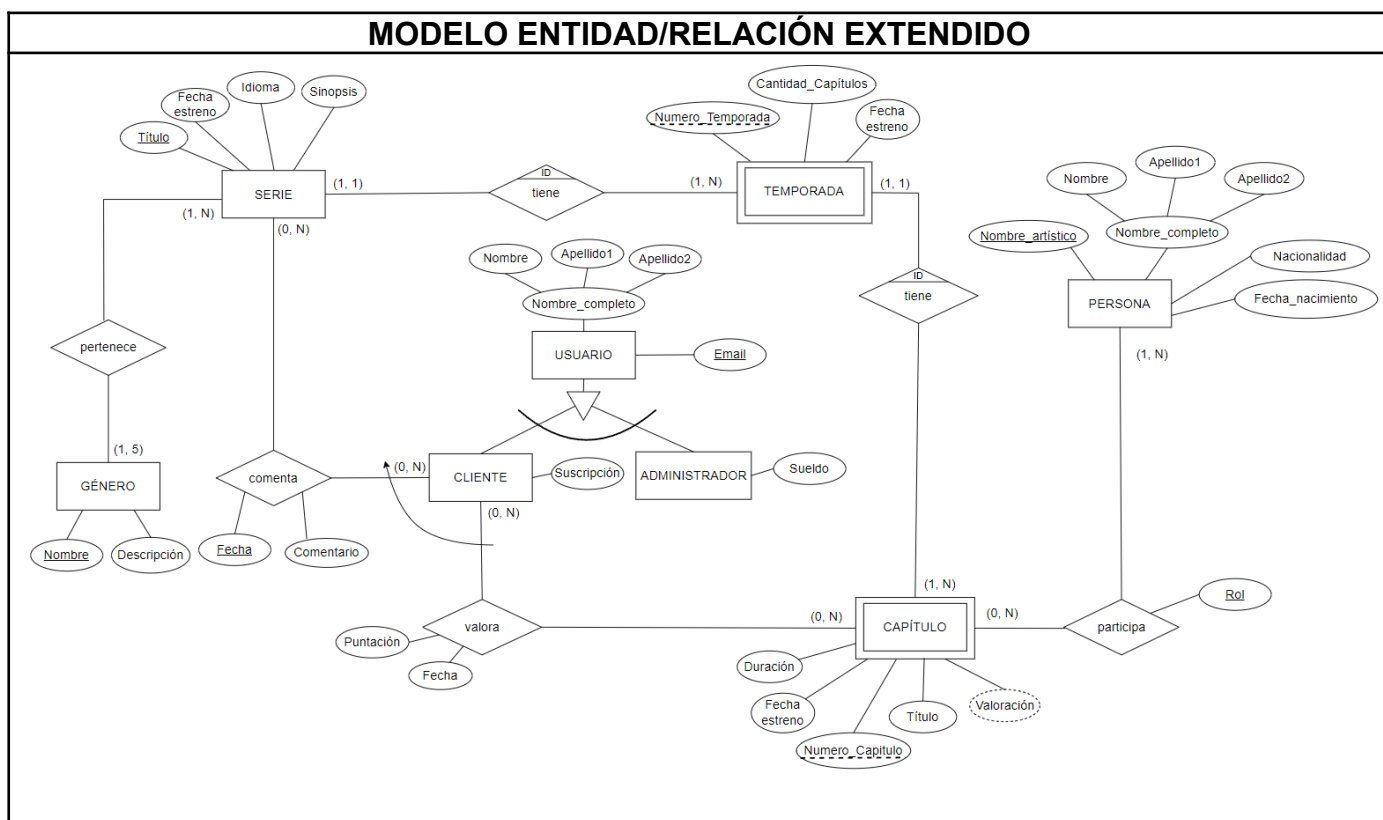 MODELO ENTIDAD/RELACIÓN EXTENDIDO
Título
Fecha
estreno
Idioma
Sinopsis
SERIE
(1, 1)
(1, N)
(0, N)
ID
tiene
(1, N)
Numero_Temporada
Cantidad_Capítulos
Fecha
estreno
TEMPORADA
(1, 1)
ID
tiene
Nombre
Apellido1
Apellido2
Nombre_artístico
Nombre_completo
Nacionalidad
Fecha_nacimiento
PERSONA
(1, N)
Nombre
Apellido1
Apellido2
Nombre_completo
USUARIO
Email
pertenece
(1, 5)
GÉNERO
Nombre
Descripción
comenta
Fecha
Comentario
(0, N)
CLIENTE
Suscripción
(0, N)
ADMINISTRADOR
Sueldo
valora
Puntación
Fecha
(0, N)
(1, N)
CAPÍTULO
(0, N)
participa
Rol
Duración
Fecha
estreno
Numero_Capitulo
Título
Valoración